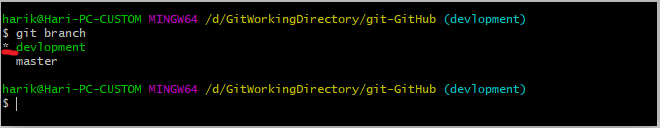 harik@Hari-PC-CUSTOM MINGW64 /d/GitWorkingDirectory/git-GitHub (devlopment)
$ git branch
* devlopment
  master
harik@Hari-PC-CUSTOM MINGW64 /d/GitWorkingDirectory/git-GitHub (devlopment)
$